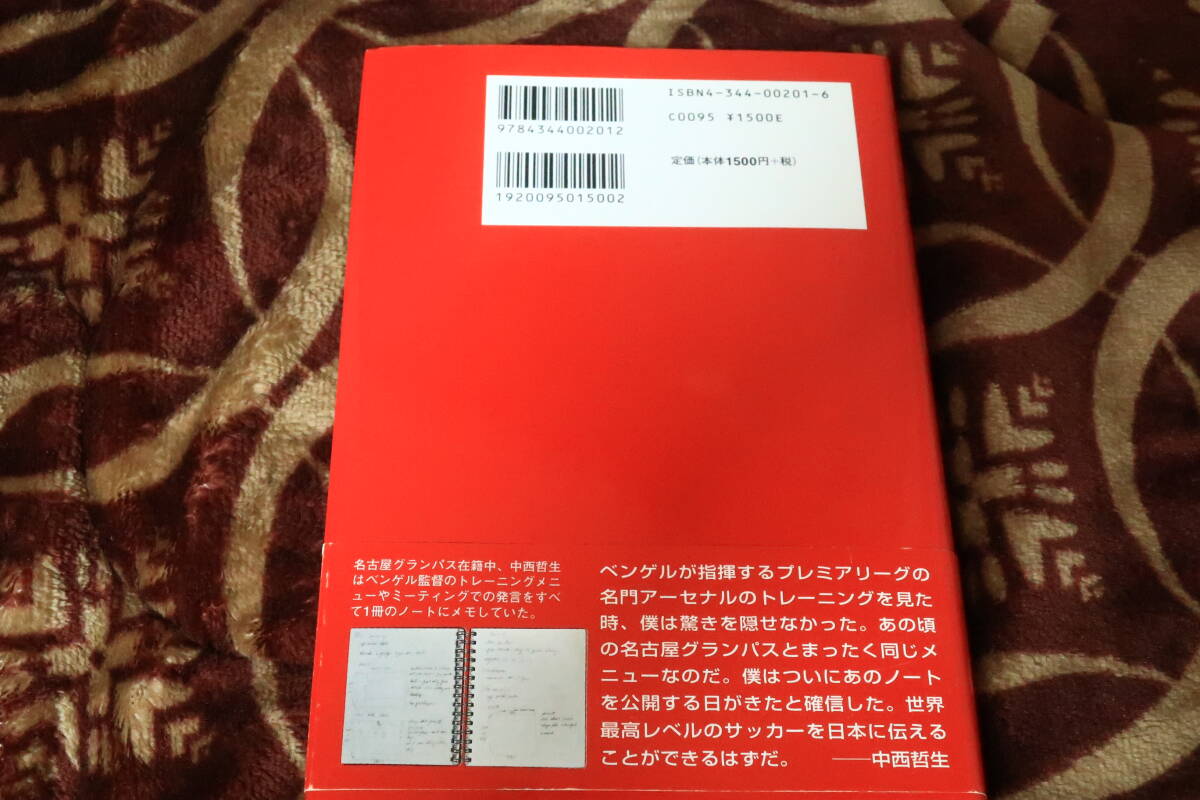 ISBN4-344-00201-6
C0095 ¥1500E
9784344002012
定価(本体1500円+税)
1920095015002
名古屋グランパス在籍中、中西哲生
はベンゲル監督のトレーニングメニ
ューやミーティングでの発言をすべ
て1冊のノートにメモしていた。
ベンゲルが指揮するプレミアリーグの
名門アーセナルのトレーニングを見た
時、僕は驚きを隠せなかった。あの頃
の名古屋グランパスとまったく同じメ
ニューなのだ。僕はついにあのノート
を公開する日がきたと確信した。世界
最高レベルのサッカーを日本に伝える
ことができるはずだ。 ――中西哲生